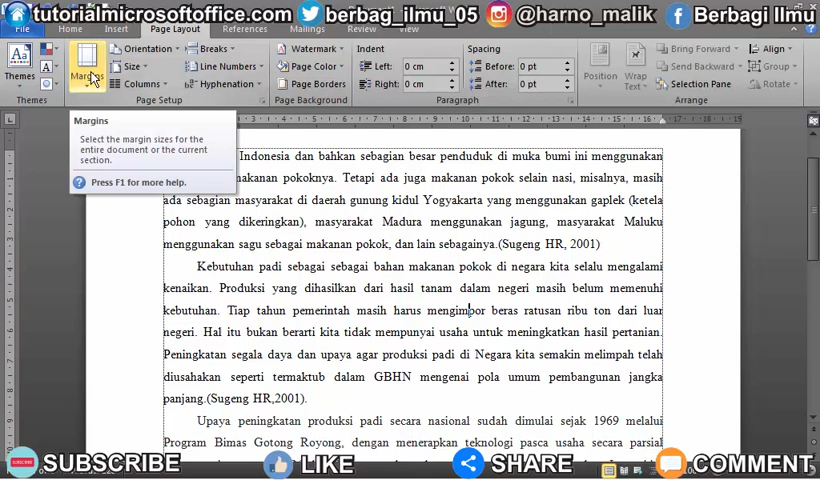 tutorialmicrosoftoffice.com berbag_ilmu_05 @harno_malik Berbagi Ilmu
File Home Insert Page Layout References Mailings Review View
Themes
Themes
Margins
Orientation
Size
Columns
Breaks
Line Numbers
Hyphenation
Page Setup
Watermark
Page Color
Page Borders
Page Background
Indent
Left: 0 cm
Right: 0 cm
Spacing
Before: 0 pt
After: 0 pt
Paragraph
Position
Wrap
Text
Bring Forward
Send Backward
Selection Pane
Align
Group
Rotate
Arrange
Margins
Select the margin sizes for the
entire document or the current
section.
Press F1 for more help.
Indonesia dan bahkan sebagian besar penduduk di muka bumi ini menggunakan
makanan pokoknya. Tetapi ada juga makanan pokok selain nasi, misalnya, masih
ada sebagian masyarakat di daerah gunung kidul Yogyakarta yang menggunakan gaplek (ketela
pohon yang dikeringkan), masyarakat Madura menggunakan jagung, masyarakat Maluku
menggunakan sagu sebagai makanan pokok, dan lain sebagainya.(Sugeng HR, 2001)
Kebutuhan padi sebagai sebagai bahan makanan pokok di negara kita selalu mengalami
kenaikan. Produksi yang dihasilkan dari hasil tanam dalam negeri masih belum memenuhi
kebutuhan. Tiap tahun pemerintah masih harus mengimpor beras ratusan ribu ton dari luar
negeri. Hal itu bukan berarti kita tidak mempunyai usaha untuk meningkatkan hasil pertanian.
Peningkatan segala daya dan upaya agar produksi padi di Negara kita semakin melimpah telah
diusahakan seperti termaktub dalam GBHN mengenai pola umum pembangunan jangka
panjang.(Sugeng HR,2001).
Upaya peningkatan produksi padi secara nasional sudah dimulai sejak 1969 melalui
Program Bimas Gotong Royong, dengan menerapkan teknologi pasca usaha secara parsial
SUBSCRIBE LIKE SHARE COMMENT